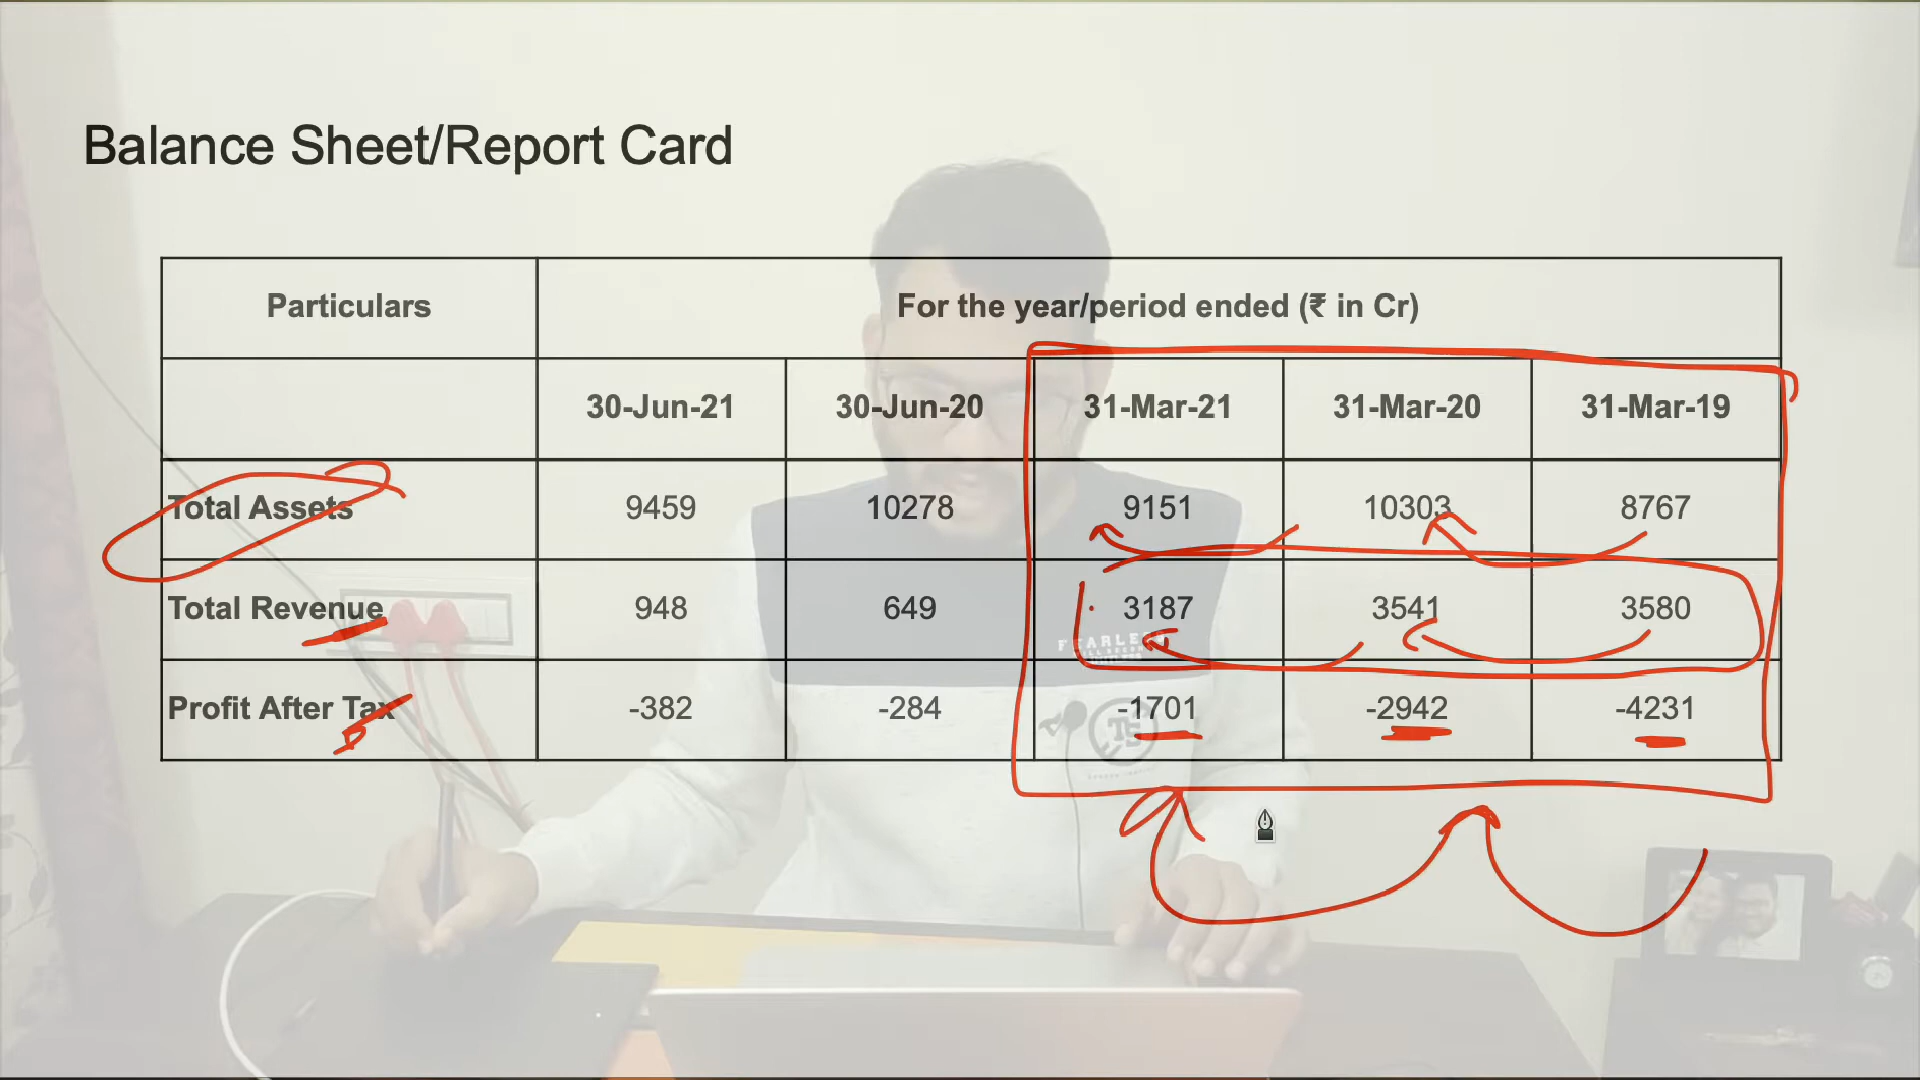 Balance Sheet/Report Card
Particulars For the year/period ended (₹ in Cr)
30-Jun-21 30-Jun-20 31-Mar-21 31-Mar-20 31-Mar-19
Total Assets 9459 10278 9151 10303 8767
Total Revenue 948 649 3187 3541 3580
FEARLESS
Profit After Tax -382 -284 -1701 -2942 -4231
TS